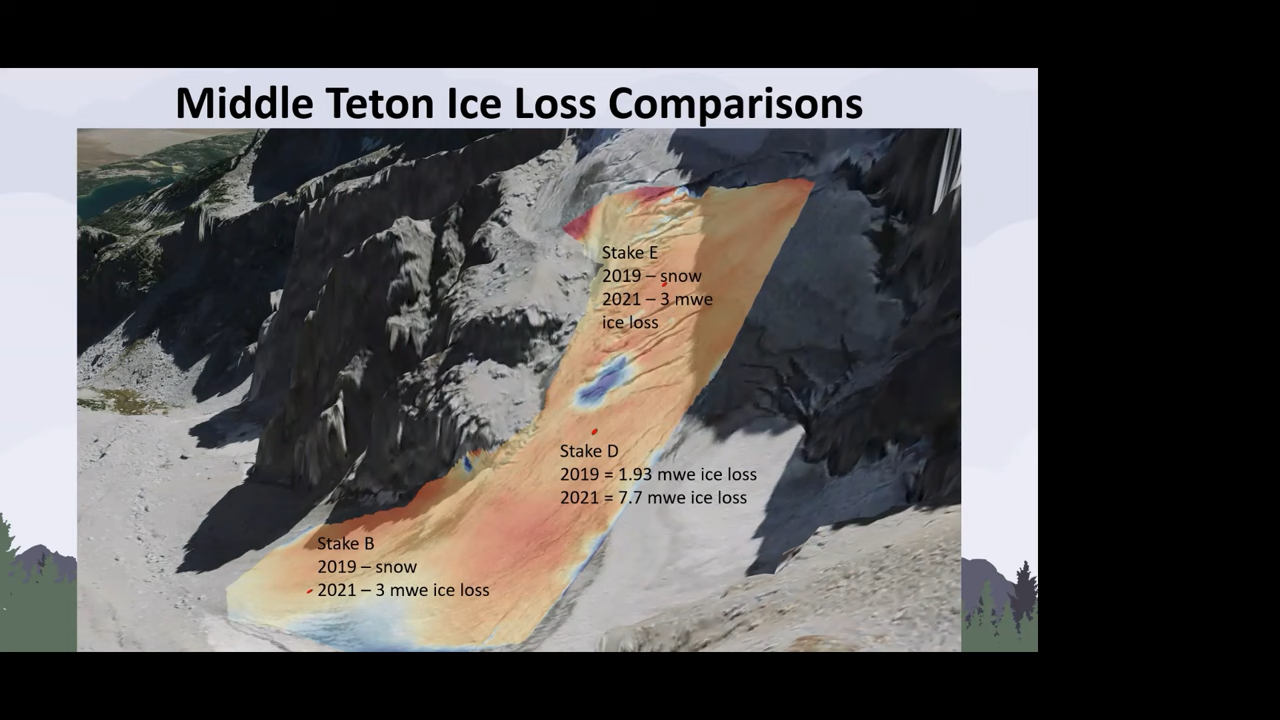 Middle Teton Ice Loss Comparisons
Stake E
2019 – snow
2021 – 3 mwe
ice loss
Stake D
2019 = 1.93 mwe ice loss
2021 = 7.7 mwe ice loss
Stake B
2019 – snow
2021 – 3 mwe ice loss